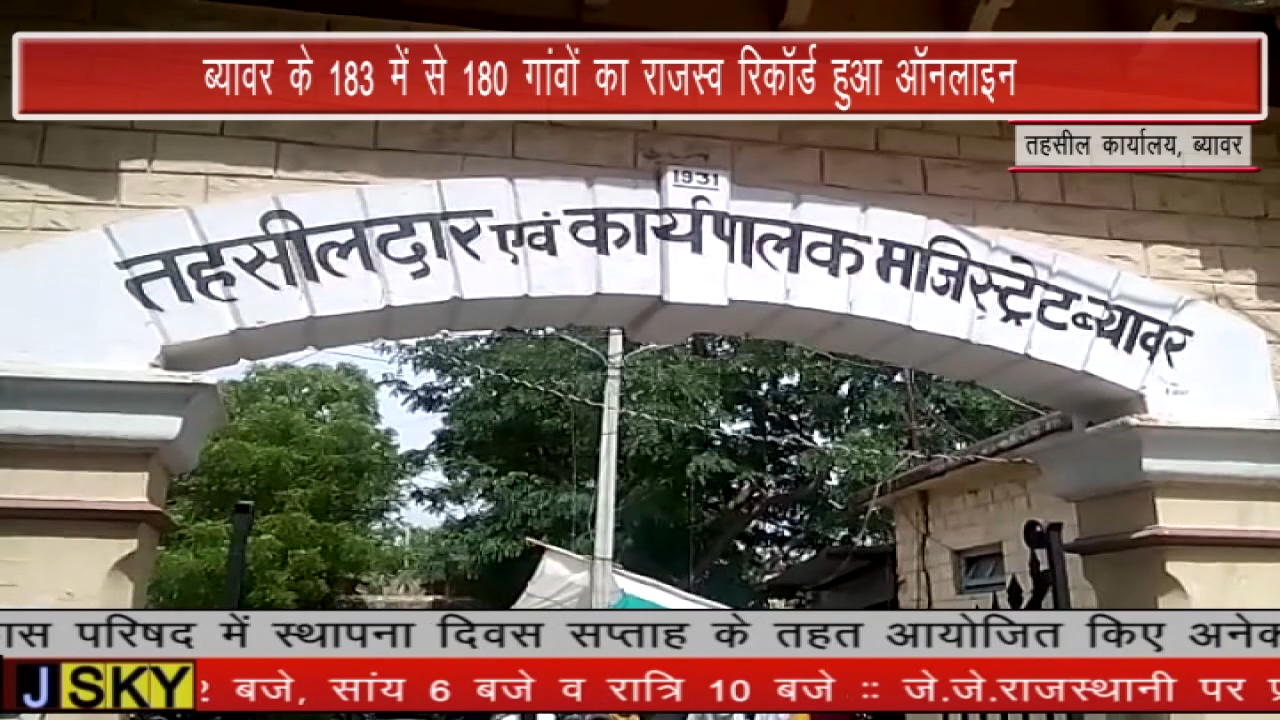 ब्यावर के 183 में से 180 गांवों का राजस्व रिकॉर्ड हुआ ऑनलाइन
तहसील कार्यालय, ब्यावर
1931
तहसीलदार एवं कार्यपालक मजिस्ट्रेट ब्यावर
परिषद में स्थापना दिवस सप्ताह के तहत आयोजित किए अनेक
J SKY
बजे, सांय 6 बजे व रात्रि 10 बजे :: जे.जे.राजस्थानी पर